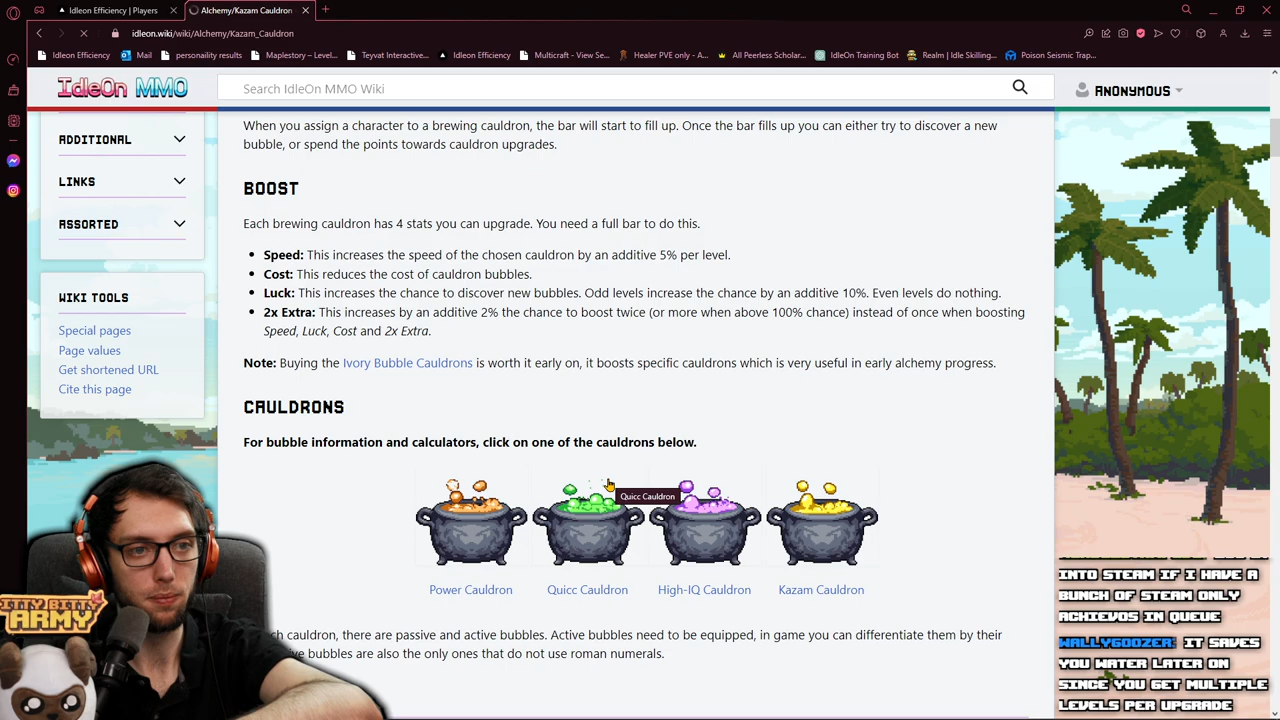 Idleon Efficiency | Players
Alchemy/Kazam Cauldron
idleon.wiki/wiki/Alchemy/Kazam_Cauldron
Idleon Efficiency
Mail
personaility results
Maplestory – Level...
Teyvat Interactive...
Idleon Efficiency
Multicraft - View Se...
Healer PVE only - A...
All Peerless Scholar...
IdleOn Training Bot
Realm | Idle Skilling...
Poison Seismic Trap...
IdleOn MMO
Search IdleOn MMO Wiki
ANONYMOUS
ADDITIONAL
LINKS
ASSORTED
WIKI TOOLS
Special pages
Page values
Get shortened URL
Cite this page
When you assign a character to a brewing cauldron, the bar will start to fill up. Once the bar fills up you can either try to discover a new
bubble, or spend the points towards cauldron upgrades.
BOOST
Each brewing cauldron has 4 stats you can upgrade. You need a full bar to do this.
• Speed: This increases the speed of the chosen cauldron by an additive 5% per level.
• Cost: This reduces the cost of cauldron bubbles.
• Luck: This increases the chance to discover new bubbles. Odd levels increase the chance by an additive 10%. Even levels do nothing.
• 2x Extra: This increases by an additive 2% the chance to boost twice (or more when above 100% chance) instead of once when boosting
Speed, Luck, Cost and 2x Extra.
Note: Buying the Ivory Bubble Cauldrons is worth it early on, it boosts specific cauldrons which is very useful in early alchemy progress.
CAULDRONS
For bubble information and calculators, click on one of the cauldrons below.
Quicc Cauldron
Power Cauldron
Quicc Cauldron
High-IQ Cauldron
Kazam Cauldron
ch cauldron, there are passive and active bubbles. Active bubbles need to be equipped, in game you can differentiate them by their
ve bubbles are also the only ones that do not use roman numerals.
ITTY BITTY
ARMY
INTO STEAM IF I HAVE A
BUNCH OF STEAM ONLY
ACHIEVOS IN QUEUE
WALLYGOOZER: IT SAVES
YOU WATER LATER ON
SINCE YOU GET MULTIPLE
LEVELS PER UPGRADE